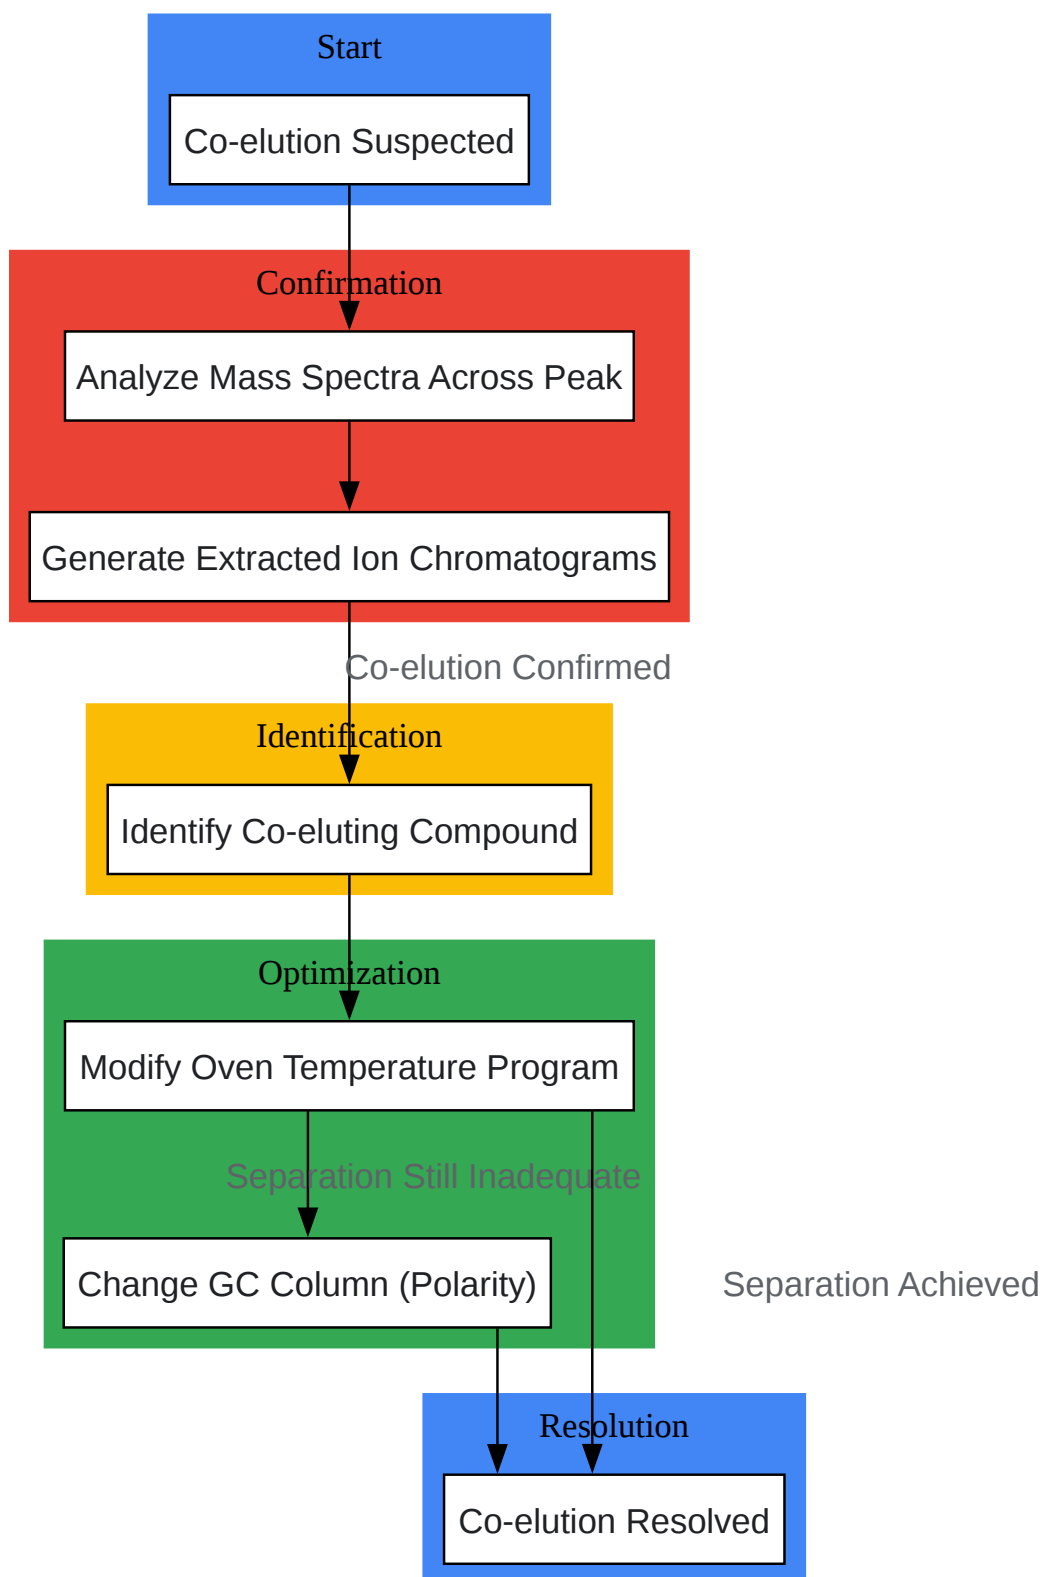 Start
Co-elution Suspected
Confirmation
Analyze Mass Spectra Across Peak
Generate Extracted Ion Chromatograms
Co-elution Confirmed
Identification
Identify Co-eluting Compound
Optimization
Modify Oven Temperature Program
Separation Still Inadequate
Change GC Column (Polarity)
Separation Achieved
Resolution
Co-elution Resolved